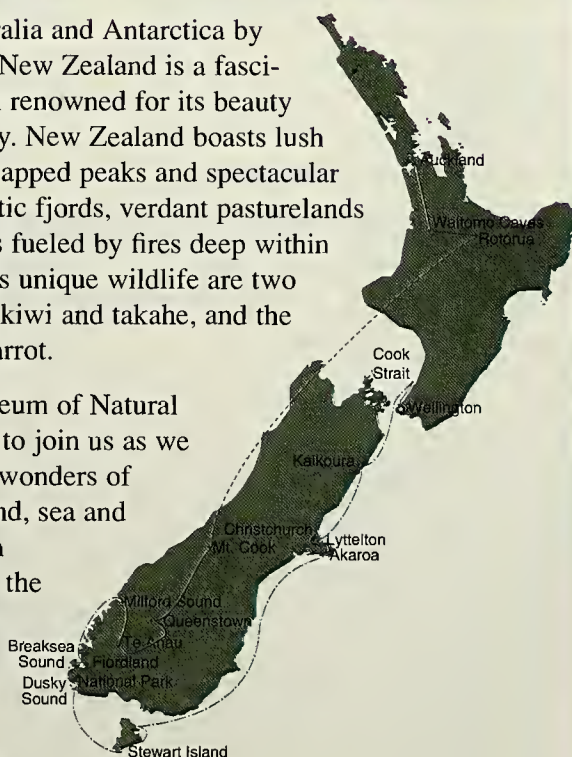 ralia and Antarctica by
New Zealand is a fasci-
renowned for its beauty
y. New Zealand boasts lush
apped peaks and spectacular
tic fjords, verdant pasturelands
s fueled by fires deep within
s unique wildlife are two
kiwi and takahe, and the
arrot.
eum of Natural
to join us as we
wonders of
nd, sea and
n
the
Auckland
Waitomo Caves
Rotorua
Cook
Strait
Wellington
Kaikoura
Christchurch
Lyttelton
Mt. Cook
Akaroa
Milford Sound
Queenstown
Te Anau
Breaksea
Sound
Fiordland
National Park
Dusky
Sound
Stewart Island